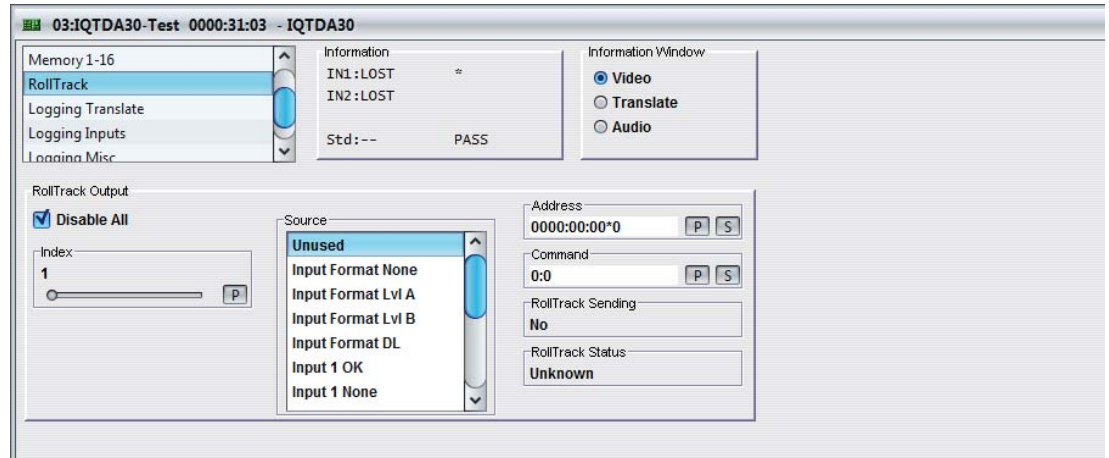 03:IQTDA30-Test 0000:31:03 - IQTDA30
Memory 1-16
RollTrack
Logging Translate
Logging Inputs
Logging Misc
Information
IN1:LOST *
IN2:LOST
Std:-- PASS
Information Window
Video
Translate
Audio
RollTrack Output
Disable All
Index
1
P
Source
Unused
Input Format None
Input Format Lvl A
Input Format Lvl B
Input Format DL
Input 1 OK
Input 1 None
Address
0000:00:00*0 P S
Command
0:0 P S
RollTrack Sending
No
RollTrack Status
Unknown